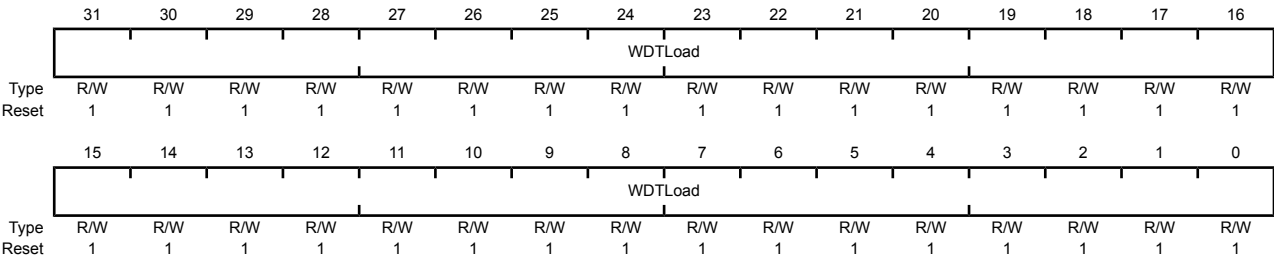 31 30 29 28 27 26 25 24 23 22 21 20 19 18 17 16
WDTLoad
Type R/W R/W R/W R/W R/W R/W R/W R/W R/W R/W R/W R/W R/W R/W R/W R/W
Reset 1 1 1 1 1 1 1 1 1 1 1 1 1 1 1 1
15 14 13 12 11 10 9 8 7 6 5 4 3 2 1 0
WDTLoad
Type R/W R/W R/W R/W R/W R/W R/W R/W R/W R/W R/W R/W R/W R/W R/W R/W
Reset 1 1 1 1 1 1 1 1 1 1 1 1 1 1 1 1